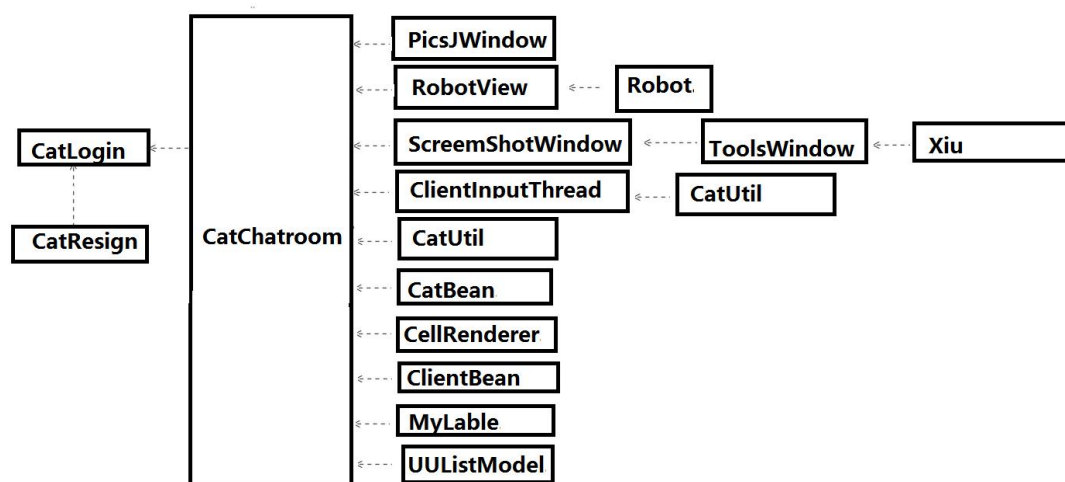 PicsJWindow
RobotView
Robot
ScreemShotWindow
ToolsWindow
Xiu
CatLogin
ClientInputThread
CatUtil
CatResign
CatChatroom
CatUtil
CatBean
CellRenderer
ClientBean
MyLable
UUListModel